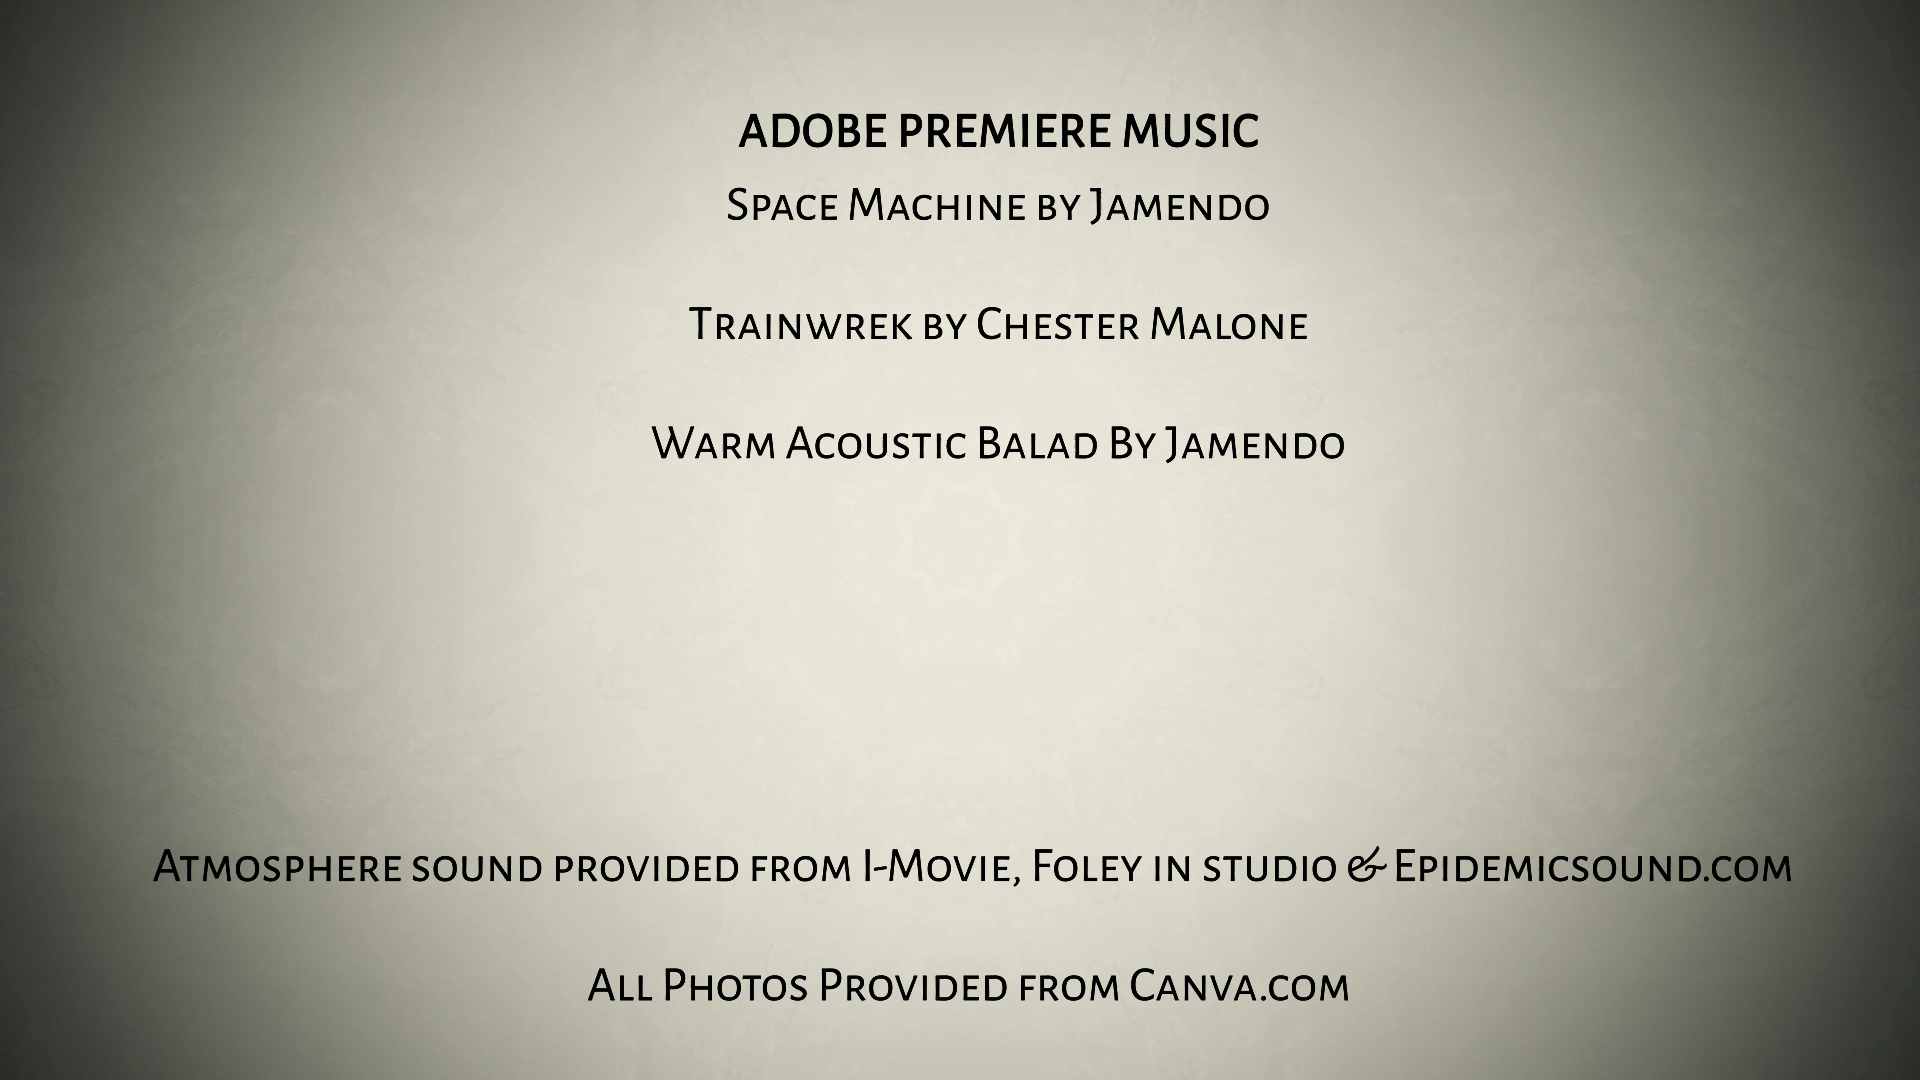 ADOBE PREMIERE MUSIC
Space Machine by Jamendo
Trainwrek by Chester Malone
Warm Acoustic Balad By Jamendo
Atmosphere sound provided from I-Movie, Foley in studio & Epidemicsound.com
All Photos Provided from Canva.com